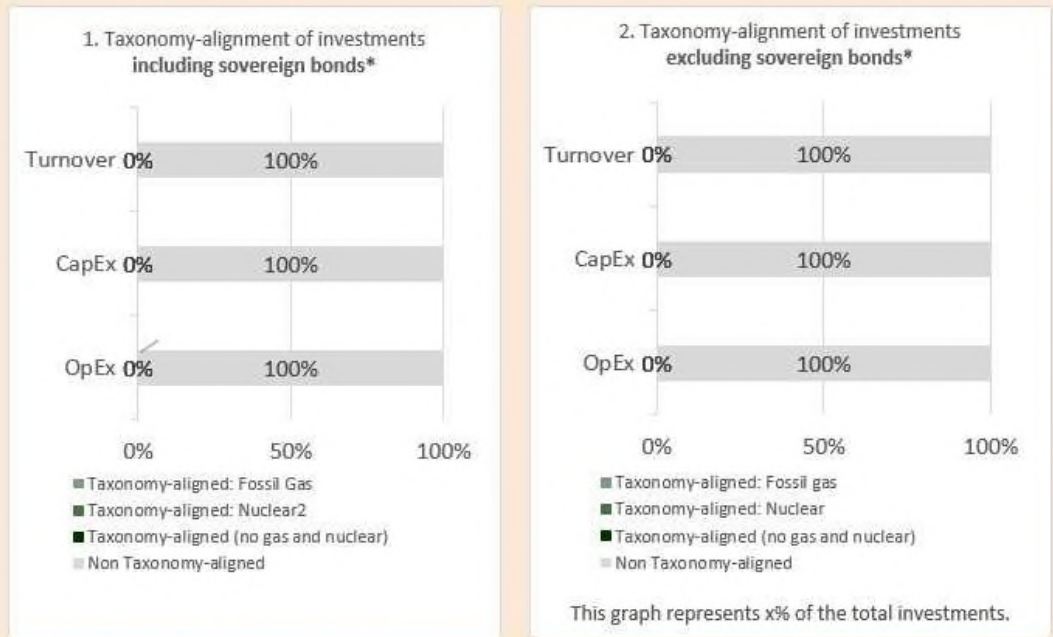 1. Taxonomy-alignment of investments
including sovereign bonds*
Turnover 0% 100%
CapEx 0% 100%
OpEx 0% 100%
0% 50% 100%
Taxonomy-aligned: Fossil Gas
Taxonomy-aligned: Nuclear2
Taxonomy-aligned (no gas and nuclear)
Non Taxonomy-aligned
2. Taxonomy-alignment of investments
excluding sovereign bonds*
Turnover 0% 100%
CapEx 0% 100%
OpEx 0% 100%
0% 50% 100%
Taxonomy-aligned: Fossil gas
Taxonomy-aligned: Nuclear
Taxonomy-aligned (no gas and nuclear)
Non Taxonomy-aligned
This graph represents x% of the total investments.